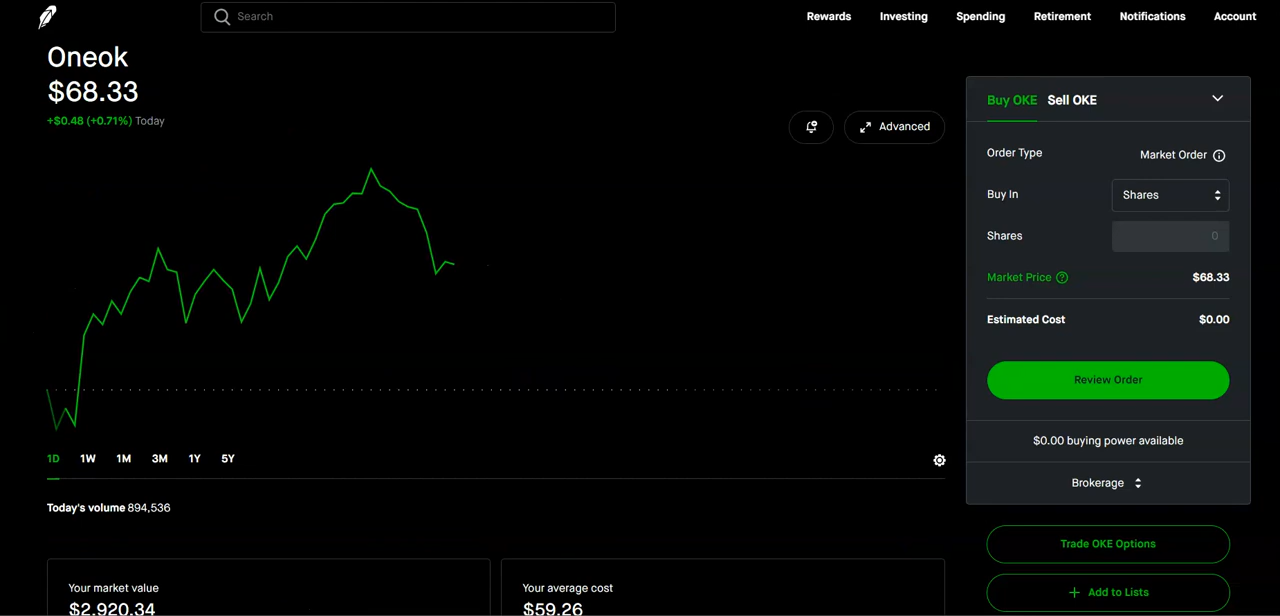 Search
Rewards
Investing
Spending
Retirement
Notifications
Account
Oneok
$68.33
+$0.48 (+0.71%) Today
Advanced
Buy OKE
Sell OKE
Order Type
Market Order
Buy In
Shares
Shares
0
Market Price
$68.33
Estimated Cost
$0.00
Review Order
$0.00 buying power available
Brokerage
1D
1W
1M
3M
1Y
5Y
Today's volume 894,536
Trade OKE Options
Add to Lists
Your market value
$2,920.34
Your average cost
$59.26